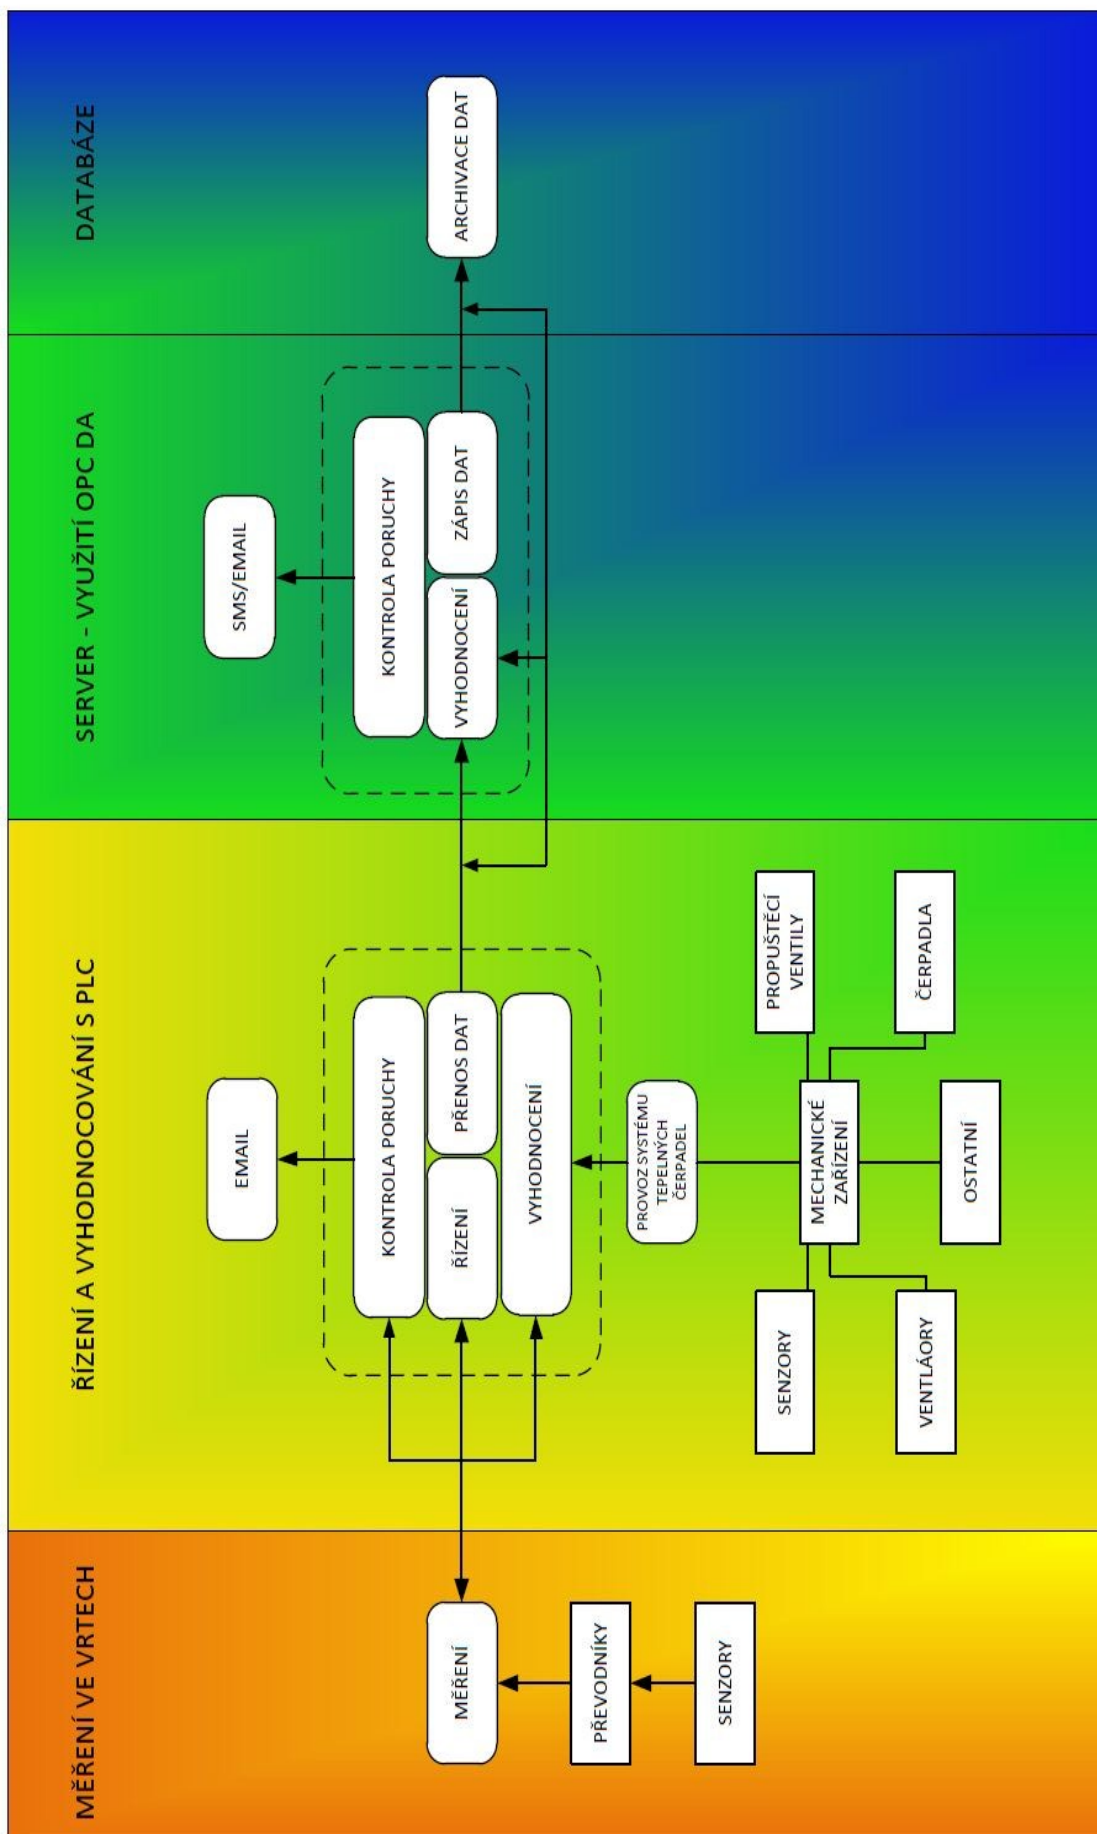 MĚŘENÍ VE VRTECH
MĚŘENÍ
PŘEVODNÍKY
SENZORY
ŘÍZENÍ A VYHODNOCOVÁNÍ S PLC
EMAIL
KONTROLA PORUCHY
ŘÍZENÍ
PŘENOS DAT
VYHODNOCENÍ
PROVOZ SYSTÉMU
TEPELNÝCH
ČERPADEL
SENZORY
MECHANICKÉ
ZAŘÍZENÍ
PROPUŠTĚCÍ
VENTILY
VENTLÁORY
OSTATNÍ
ČERPADLA
SERVER - VYUŽITÍ OPC DA
SMS/EMAIL
KONTROLA PORUCHY
VYHODNOCENÍ
ZÁPIS DAT
DATABÁZE
ARCHIVACE DAT